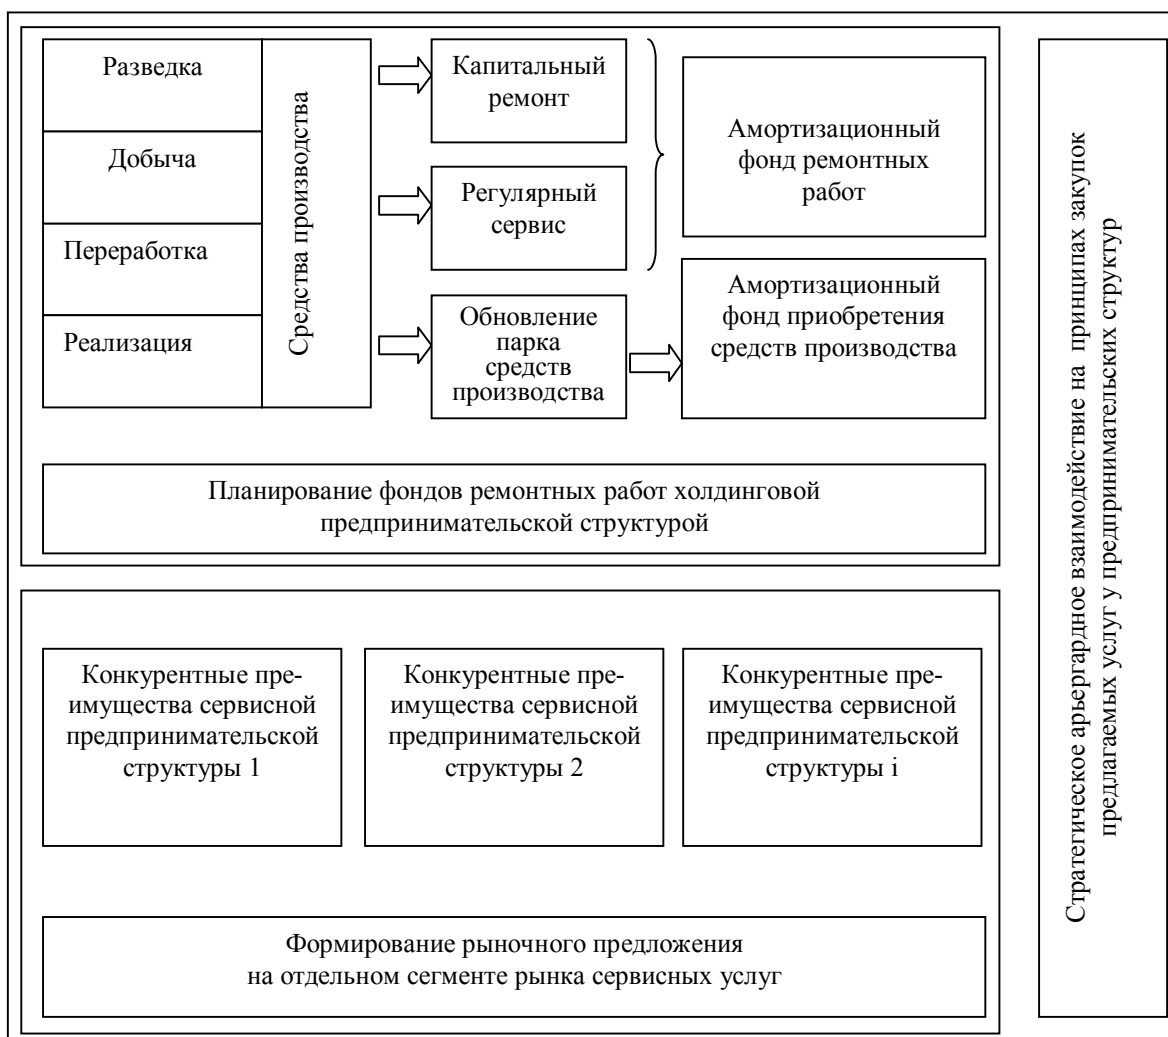 Разведка
Добыча
Переработка
Реализация
Средства производства
Капитальный
ремонт
Регулярный
сервис
Обновление
парка
средств
производства
Амортизационный
фонд ремонтных
работ
Амортизационный
фонд приобретения
средств производства
Планирование фондов ремонтных работ холдинговой
предпринимательской структурой
Конкурентные пре-
имущества сервисной
предпринимательской
структуры 1
Конкурентные пре-
имущества сервисной
предпринимательской
структуры 2
Конкурентные пре-
имущества сервисной
предпринимательской
структуры i
Формирование рыночного предложения
на отдельном сегменте рынка сервисных услуг
Стратегическое арьергардное взаимодействие на принципах закупок
предлагаемых услуг у предпринимательских структур